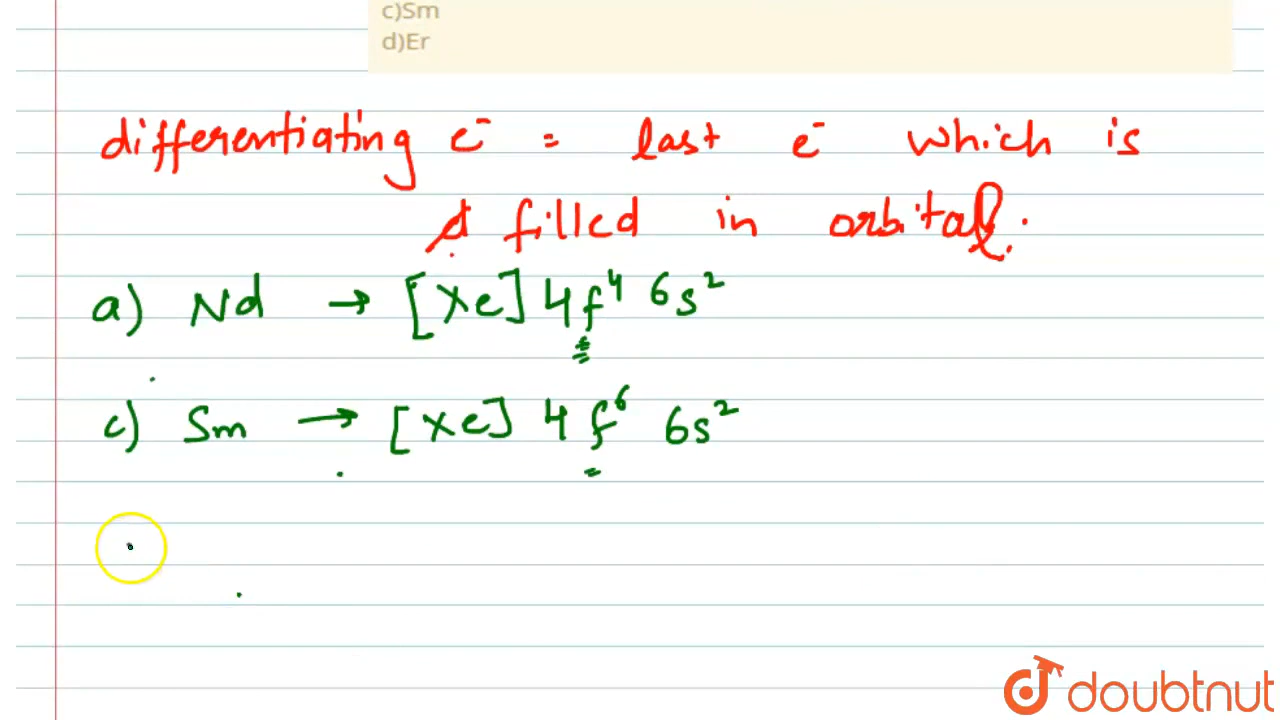 c)Sm
d)Er
differentiating e⁻ = last e⁻ which is
filled in orbital.
a) Nd → [Xe] 4f⁴ 6s²
c) Sm → [Xe] 4f⁶ 6s²
doubtnut